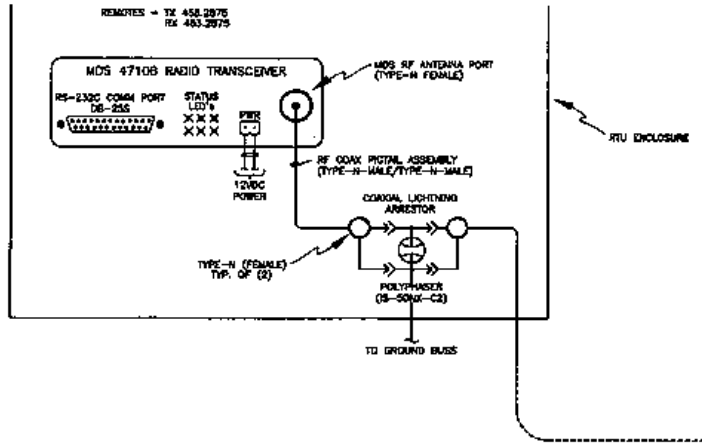 REMOTES - TX 458.2875
RX 463.2875
MDS 4710B RADIO TRANSCEIVER
RS-232C COMM PORT
DB-25S
STATUS
LED's
PWR
12VDC
POWER
MDS RF ANTENNA PORT
(TYPE-N FEMALE)
RTU ENCLOSURE
RF COAX PIGTAIL ASSEMBLY
(TYPE-N-MALE/TYPE-N-MALE)
COAXIAL LIGHTNING
ARRESTOR
TYPE-N (FEMALE)
TYP. OF (2)
POLYPHASER
(IS-50NX-C2)
TO GROUND BUSS